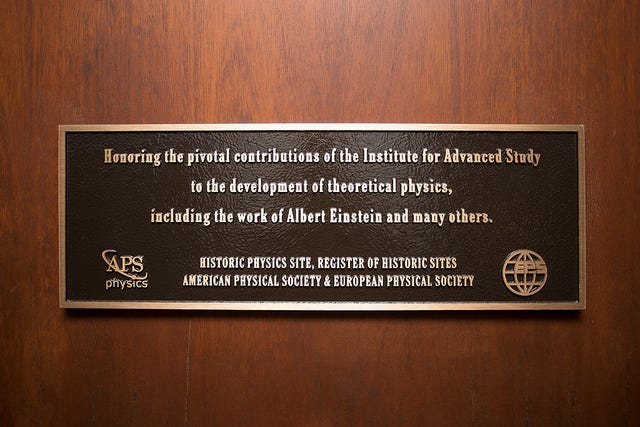 Honoring the pivotal contributions of the Institute for Advanced Study
to the development of theoretical physics,
including the work of Albert Einstein and many others.
HISTORIC PHYSICS SITE, REGISTER OF HISTORIC SITES
AMERICAN PHYSICAL SOCIETY & EUROPEAN PHYSICAL SOCIETY
APS
physics
EPS